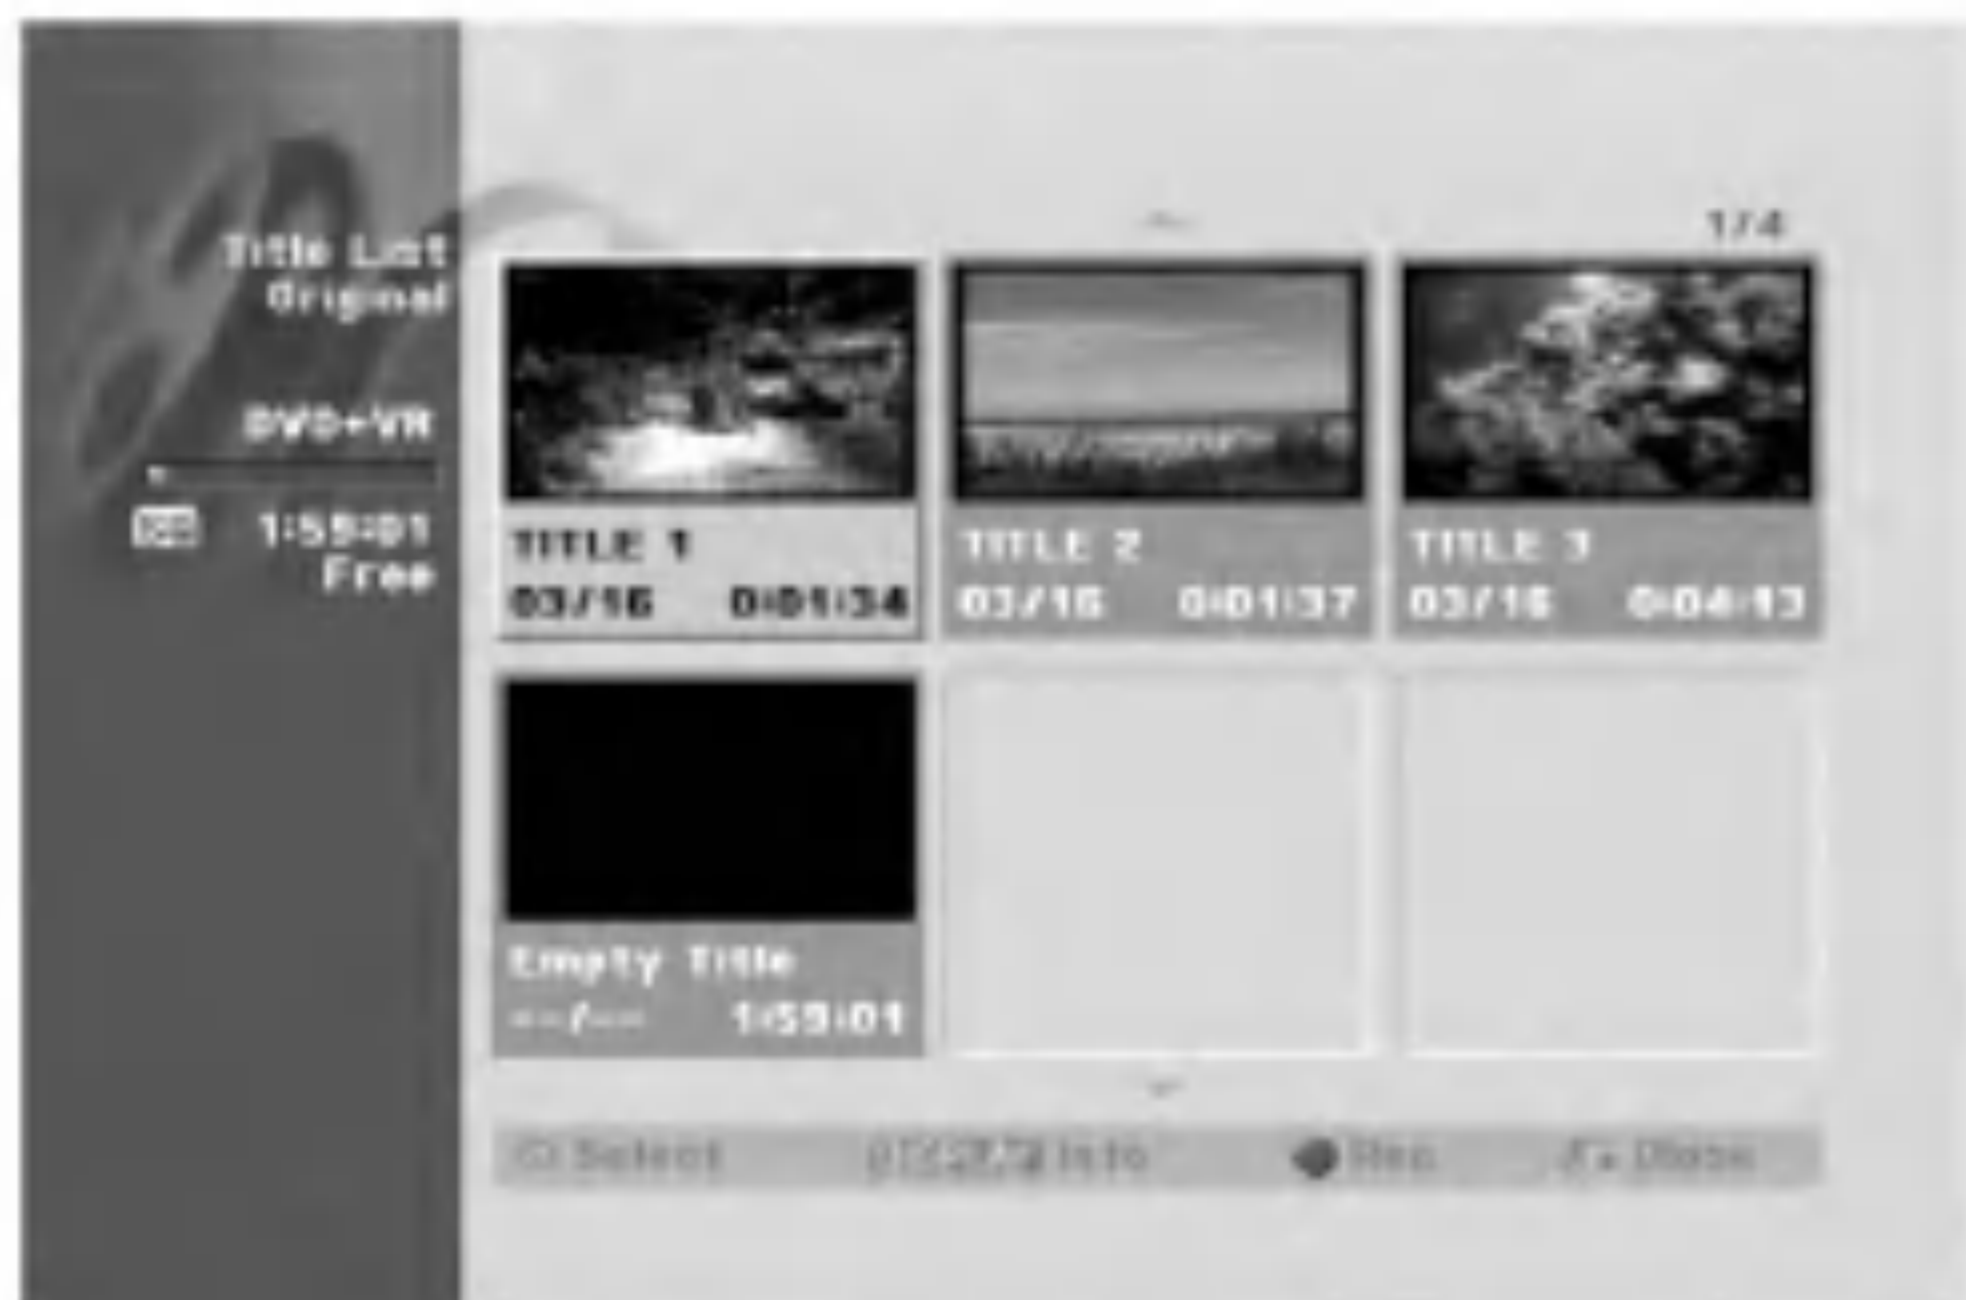 Title List
Original
DVD+VR
1:59:01
Free
1/4
TITLE 1
03/16 0:01:34
TITLE 2
03/16 0:01:37
TITLE 3
03/16 0:04:13
Empty Title
--/-- 1:59:01
Select
Info
Rec
Close